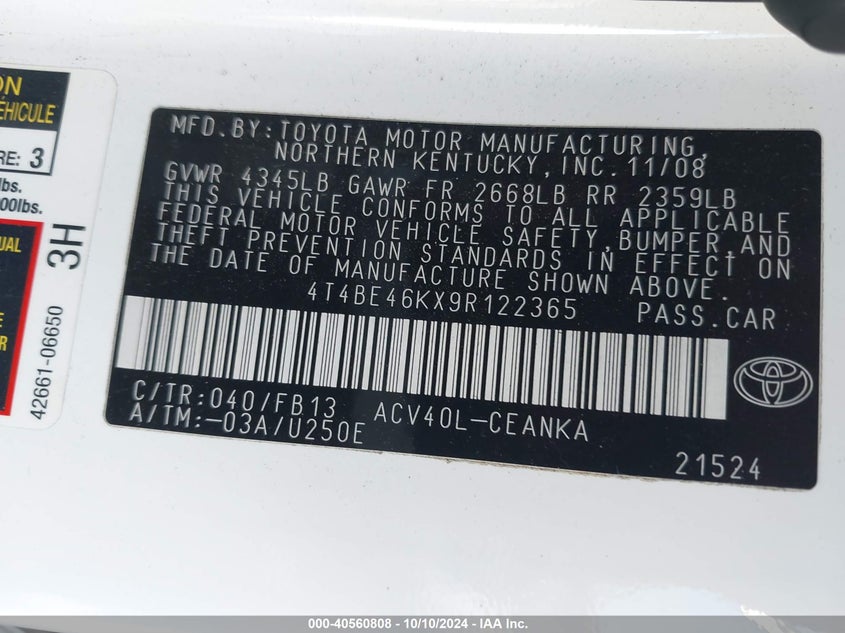 ON
ÉHICULE
RE: 3
lbs.
00lbs.
UAL
E
R
3H
42661-06650
MFD.BY:TOYOTA MOTOR MANUFACTURING,
NORTHERN KENTUCKY,INC.11/08
GVWR 4345LB GAWR FR 2668LB RR 2359LB
THIS VEHICLE CONFORMS TO ALL APPLICABLE
FEDERAL MOTOR VEHICLE SAFETY,BUMPER,AND
THEFT PREVENTION STANDARDS IN EFFECT ON
THE DATE OF MANUFACTURE SHOWN ABOVE.
4T4BE46KX9R122365 PASS.CAR
C/TR:040/FB13 ACV40L-CEANKA
A/TM:-03A/U250E
21524
000-40560808 - 10/10/2024 - IAA Inc.